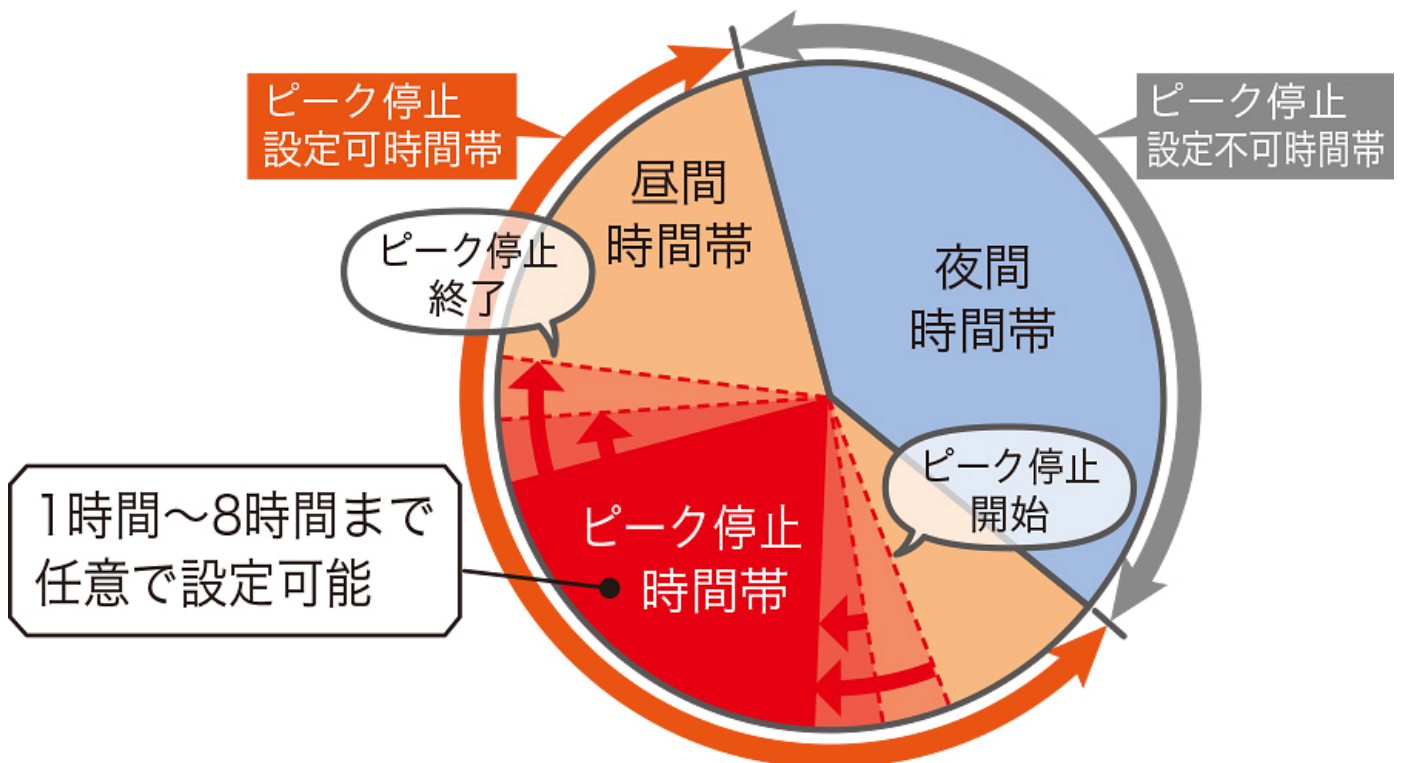 ピーク停止
設定可時間帯
ピーク停止
設定不可時間帯
昼間
時間帯
ピーク停止
終了
夜間
時間帯
ピーク停止
開始
1時間～8時間まで
任意で設定可能
ピーク停止
時間帯